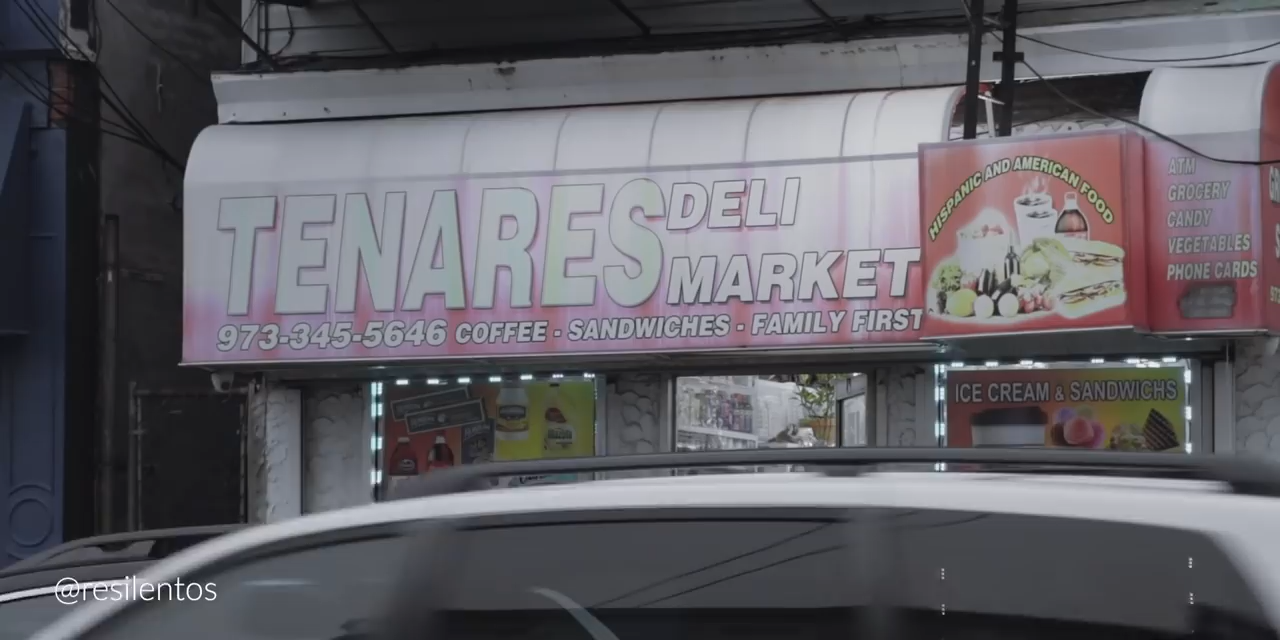 TENARES DELI
MARKET
973-345-5646 COFFEE · SANDWICHES · FAMILY FIRST
HISPANIC AND AMERICAN FOOD
ATM
GROCERY
CANDY
VEGETABLES
PHONE CARDS
ICE CREAM & SANDWICHS
@resilentos